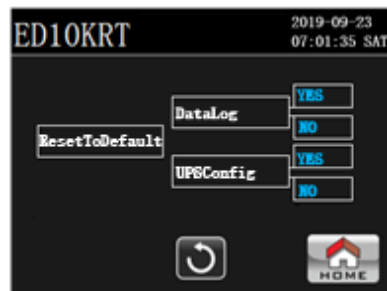 ED10KRT
2019-09-23
07:01:35 SAT
ResetToDefault
DataLog
YES
NO
UPSConfig
YES
NO
HOME